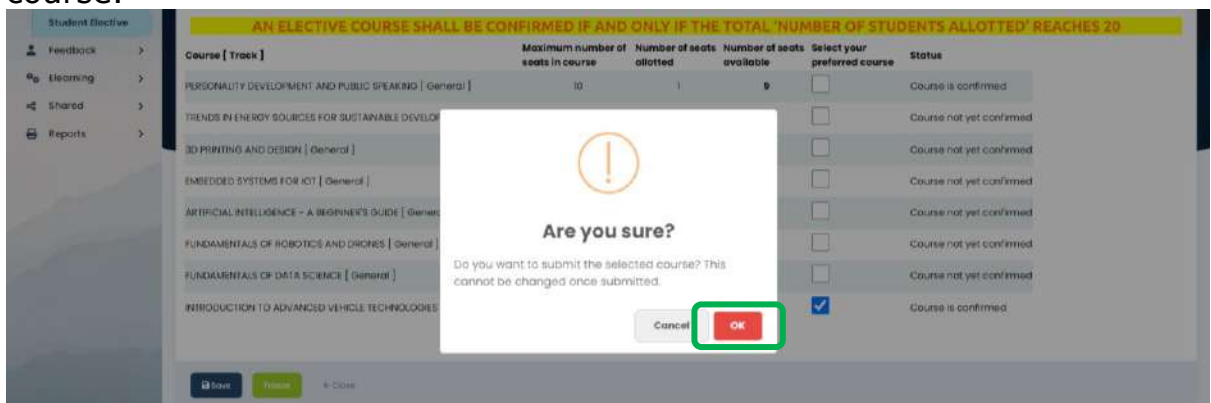 course.
Student Elective
AN ELECTIVE COURSE SHALL BE CONFIRMED IF AND ONLY IF THE TOTAL 'NUMBER OF STUDENTS ALLOTTED' REACHES 20
Feedback
Elearning
Shared
Reports
Course [ Track ] Maximum number of seats in course Number of seats allotted Number of seats available Select your preferred course Status
PERSONALITY DEVELOPMENT AND PUBLIC SPEAKING [ General ] 10 1 9 Course is confirmed
TRENDS IN ENERGY SOURCES FOR SUSTAINABLE DEVELOP Course not yet confirmed
3D PRINTING AND DESIGN [ General ] Course not yet confirmed
EMBEDDED SYSTEMS FOR IOT [ General ] Course not yet confirmed
ARTIFICIAL INTELLIGENCE - A BEGINNER'S GUIDE [ General Course not yet confirmed
FUNDAMENTALS OF ROBOTICS AND DRONES [ General ] Course not yet confirmed
FUNDAMENTALS OF DATA SCIENCE [ General ] Course not yet confirmed
INTRODUCTION TO ADVANCED VEHICLE TECHNOLOGIES Course is confirmed
Are you sure?
Do you want to submit the selected course? This
cannot be changed once submitted.
Cancel OK
Save Freeze Close